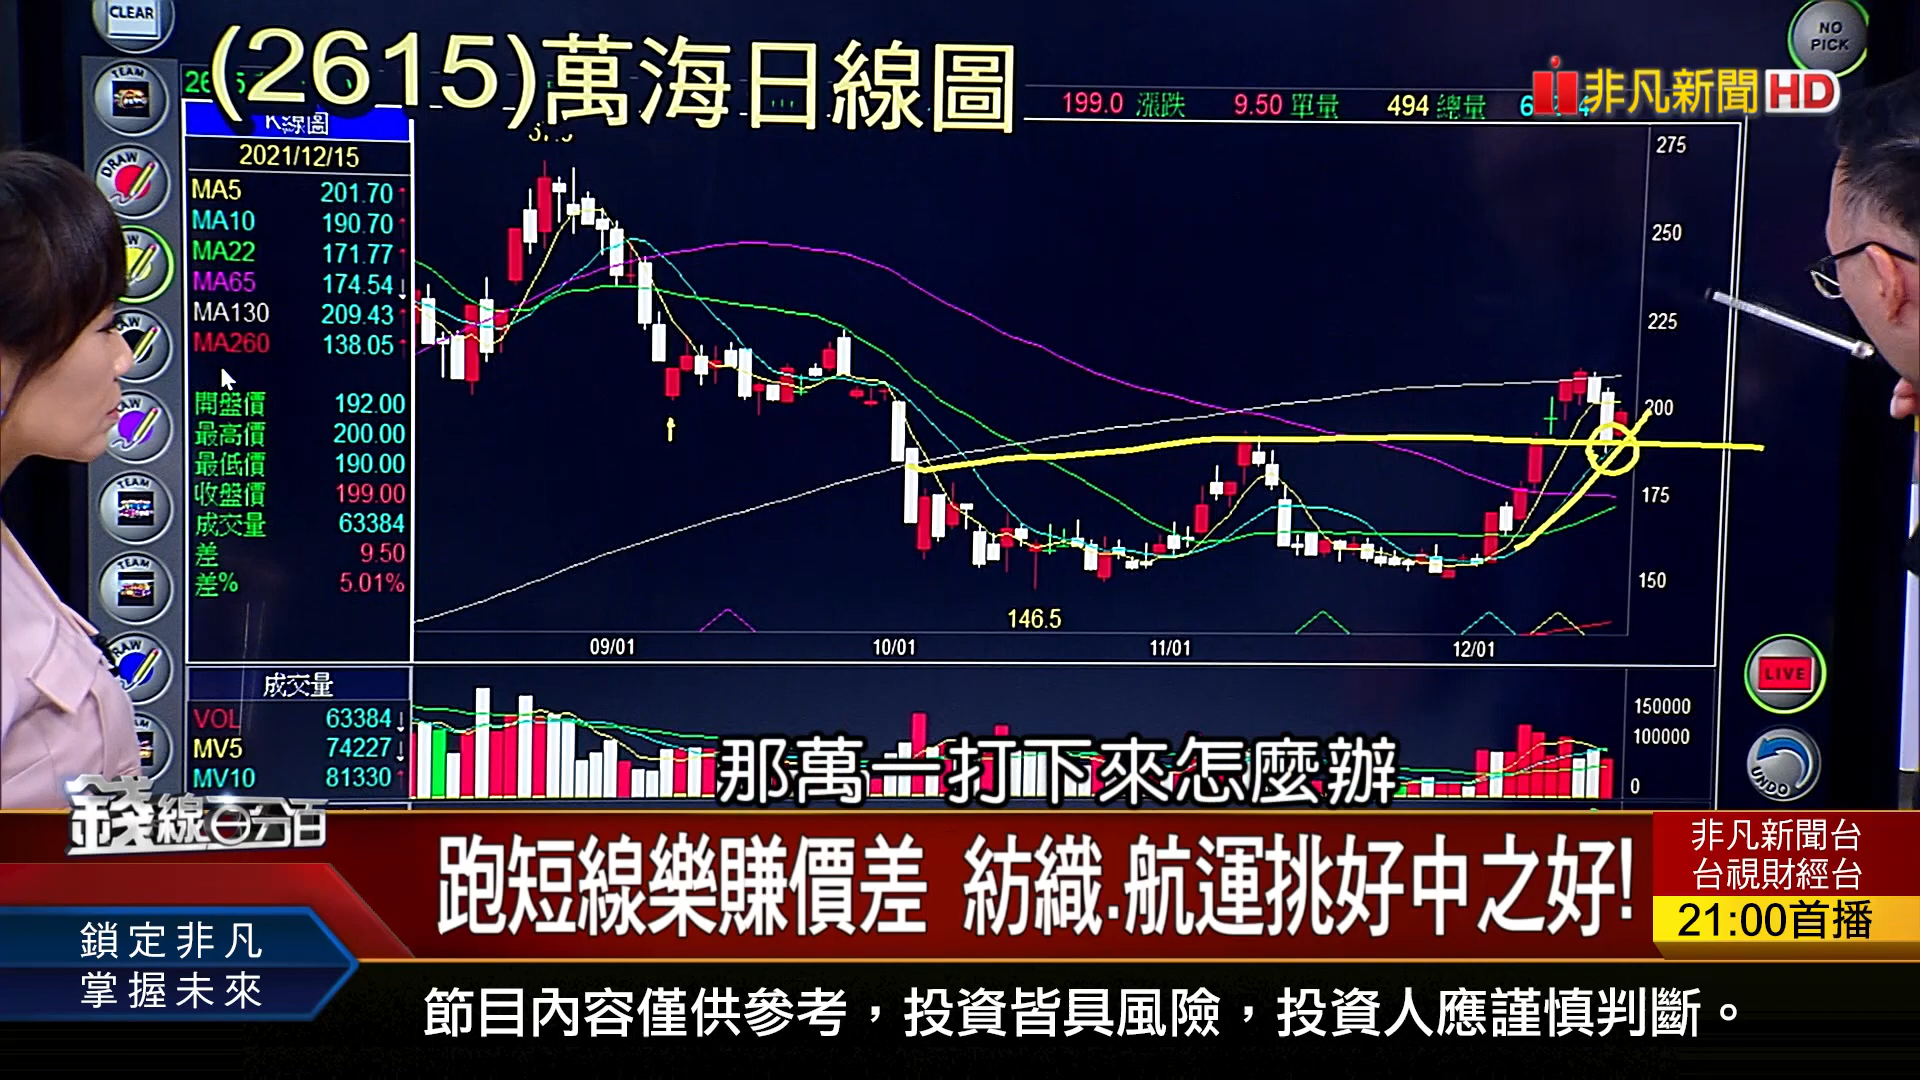 CLEAR
(2615)萬海日線圖
NO
PICK
非凡新聞HD
199.0 漲跌 9.50 單量 494 總量
K線圖
2021/12/15
MA5 201.70
MA10 190.70
MA22 171.77
MA65 174.54
MA130 209.43
MA260 138.05
開盤價 192.00
最高價 200.00
最低價 190.00
收盤價 199.00
成交量 63384
差 9.50
差% 5.01%
TEAM
DRAW
TEAM
TEAM
DRAW
275
250
225
200
175
150
146.5
09/01 10/01 11/01 12/01
成交量
VOL 63384
MV5 74227
MV10 81330
150000
100000
0
LIVE
UNDO
那萬一打下來怎麼辦
錢線百分百
跑短線樂賺價差 紡織.航運挑好中之好!
非凡新聞台
台視財經台
21:00首播
鎖定非凡
掌握未來
節目內容僅供參考，投資皆具風險，投資人應謹慎判斷。